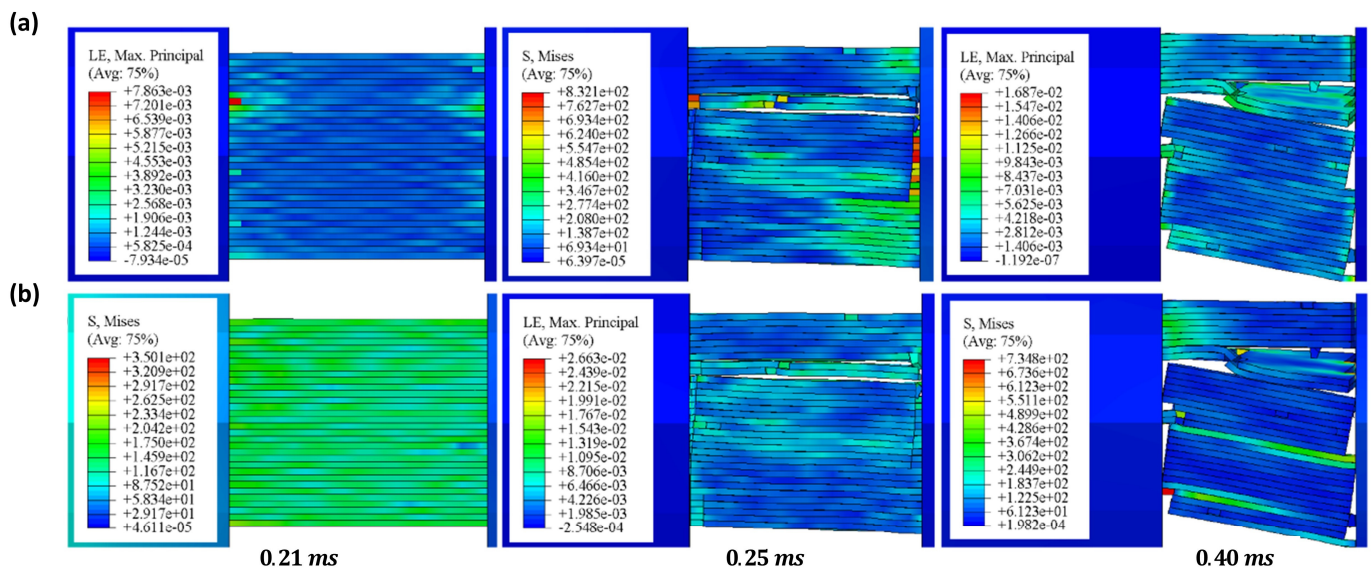 (a)
LE, Max. Principal
(Avg: 75%)
+7.863e-03
+7.201e-03
+6.539e-03
+5.877e-03
+5.215e-03
+4.553e-03
+3.892e-03
+3.230e-03
+2.568e-03
+1.906e-03
+1.244e-03
+5.825e-04
-7.934e-05
S, Mises
(Avg: 75%)
+8.321e+02
+7.627e+02
+6.934e+02
+6.240e+02
+5.547e+02
+4.854e+02
+4.160e+02
+3.467e+02
+2.774e+02
+2.080e+02
+1.387e+02
+6.934e+01
+6.397e-05
LE, Max. Principal
(Avg: 75%)
+1.687e-02
+1.547e-02
+1.406e-02
+1.266e-02
+1.125e-02
+9.843e-03
+8.437e-03
+7.031e-03
+5.625e-03
+4.218e-03
+2.812e-03
+1.406e-03
-1.192e-07
(b)
S, Mises
(Avg: 75%)
+3.501e+02
+3.209e+02
+2.917e+02
+2.625e+02
+2.334e+02
+2.042e+02
+1.750e+02
+1.459e+02
+1.167e+02
+8.752e+01
+5.834e+01
+2.917e+01
+4.611e-05
LE, Max. Principal
(Avg: 75%)
+2.663e-02
+2.439e-02
+2.215e-02
+1.991e-02
+1.767e-02
+1.543e-02
+1.319e-02
+1.095e-02
+8.706e-03
+6.466e-03
+4.226e-03
+1.985e-03
-2.548e-04
S, Mises
(Avg: 75%)
+7.348e+02
+6.736e+02
+6.123e+02
+5.511e+02
+4.899e+02
+4.286e+02
+3.674e+02
+3.062e+02
+2.449e+02
+1.837e+02
+1.225e+02
+6.123e+01
+1.982e-04
0.21 ms
0.25 ms
0.40 ms